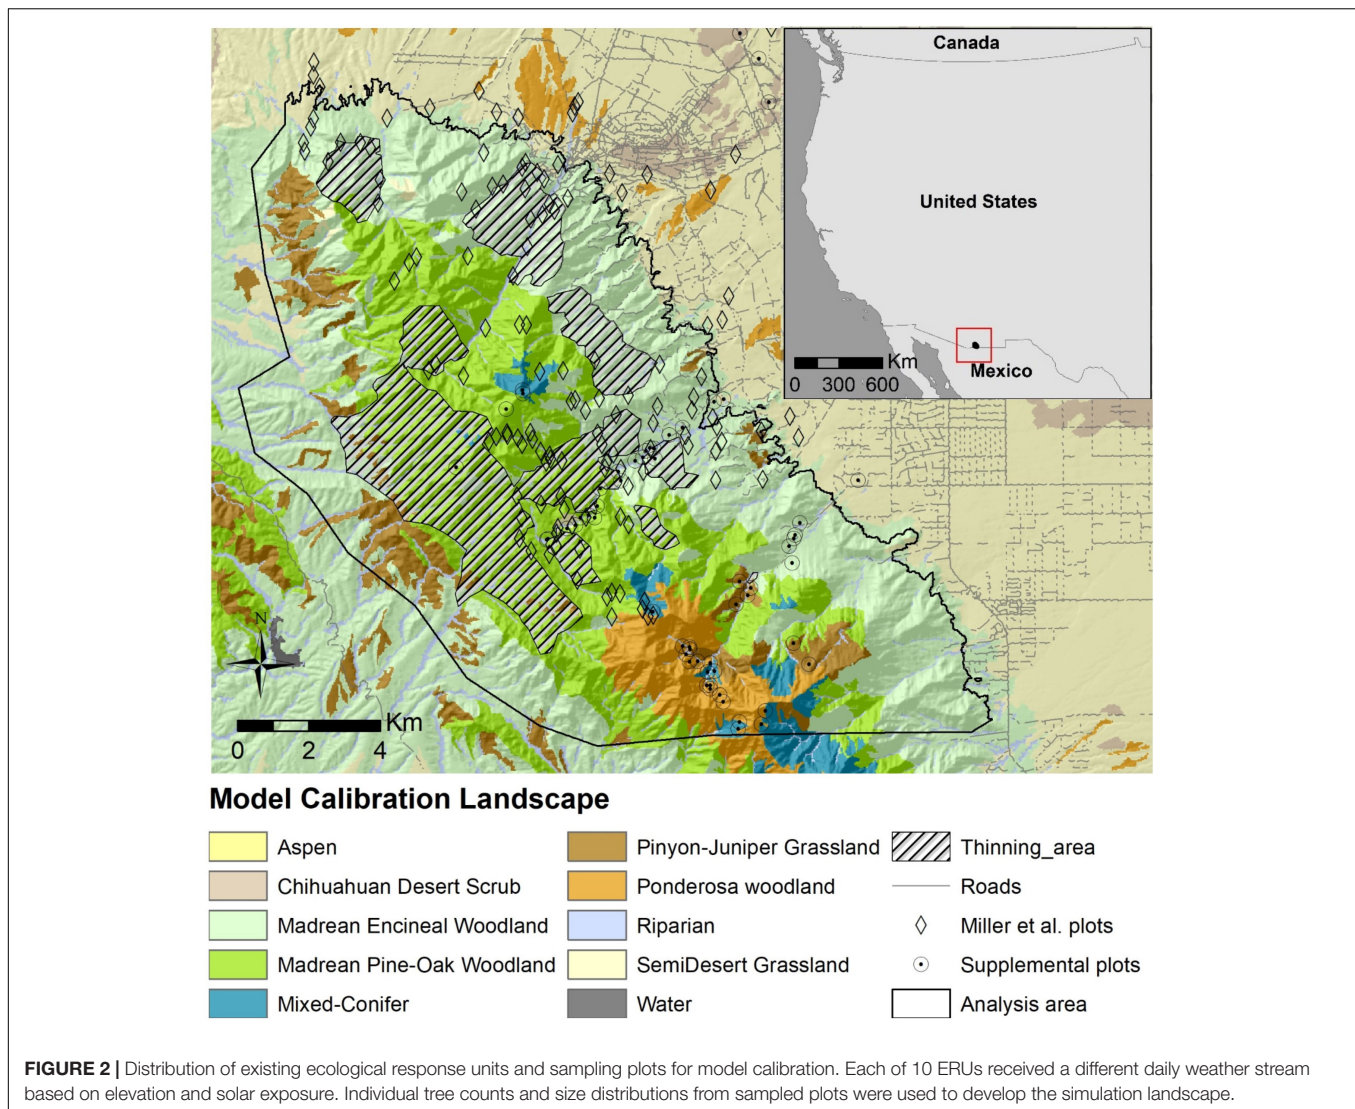 Canada
United States
Mexico
Km
0 300 600
N
Km
0 2 4
Model Calibration Landscape
Aspen
Chihuahuan Desert Scrub
Madrean Encineal Woodland
Madrean Pine-Oak Woodland
Mixed-Conifer
Pinyon-Juniper Grassland
Ponderosa woodland
Riparian
SemiDesert Grassland
Water
Thinning_area
Roads
Miller et al. plots
Supplemental plots
Analysis area
FIGURE 2 | Distribution of existing ecological response units and sampling plots for model calibration. Each of 10 ERUs received a different daily weather stream
based on elevation and solar exposure. Individual tree counts and size distributions from sampled plots were used to develop the simulation landscape.